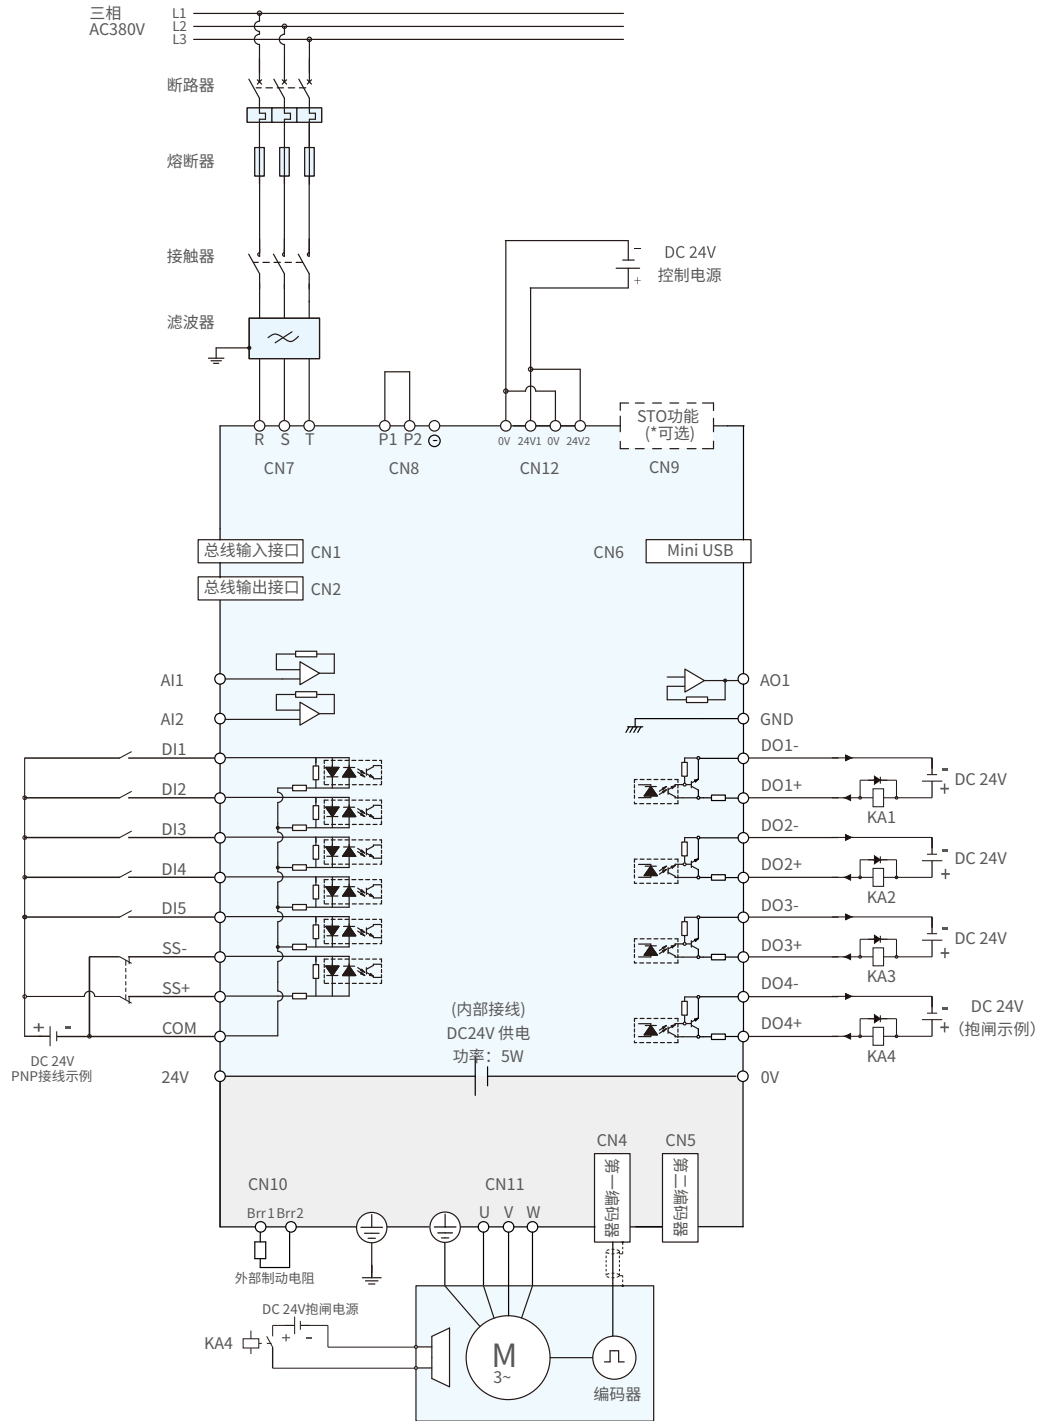 三相
AC380V
L1
L2
L3
断路器
熔断器
接触器
滤波器
−
+
DC 24V
控制电源
R S T
CN7
P1 P2 ⊖
CN8
0V 24V1 0V 24V2
CN12
STO功能
(*可选)
CN9
总线输入接口 CN1
总线输出接口 CN2
CN6 Mini USB
AI1
AI2
DI1
DI2
DI3
DI4
DI5
SS-
SS+
COM
+ -
DC 24V
PNP接线示例
24V
AO1
GND
DO1-
DO1+
KA1
-
+
DC 24V
DO2-
DO2+
KA2
-
+
DC 24V
DO3-
DO3+
KA3
-
+
DC 24V
DO4-
DO4+
KA4
-
+
DC 24V
（抱闸示例）
0V
(内部接线)
DC24V 供电
功率：5W
CN10
Brr1 Brr2
外部制动电阻
CN11
U V W
CN4
第一编码器
CN5
第二编码器
DC 24V抱闸电源
+ -
KA4
M
3~
编码器